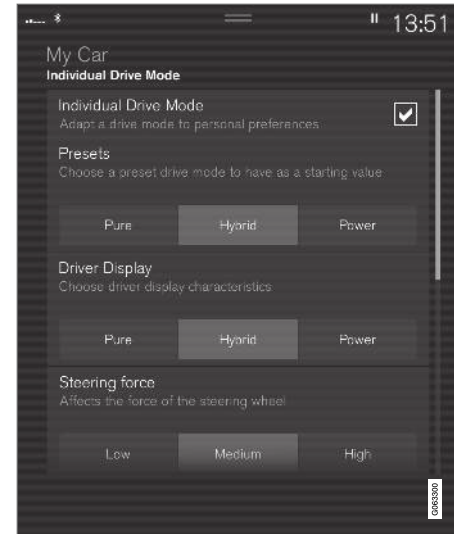 13:51
My Car
Individual Drive Mode
Individual Drive Mode
Adapt a drive mode to personal preferences
Presets
Choose a preset drive mode to have as a starting value
Pure Hybrid Power
Driver Display
Choose driver display characteristics
Pure Hybrid Power
Steering force
Affects the force of the steering wheel
Low Medium High
G063300